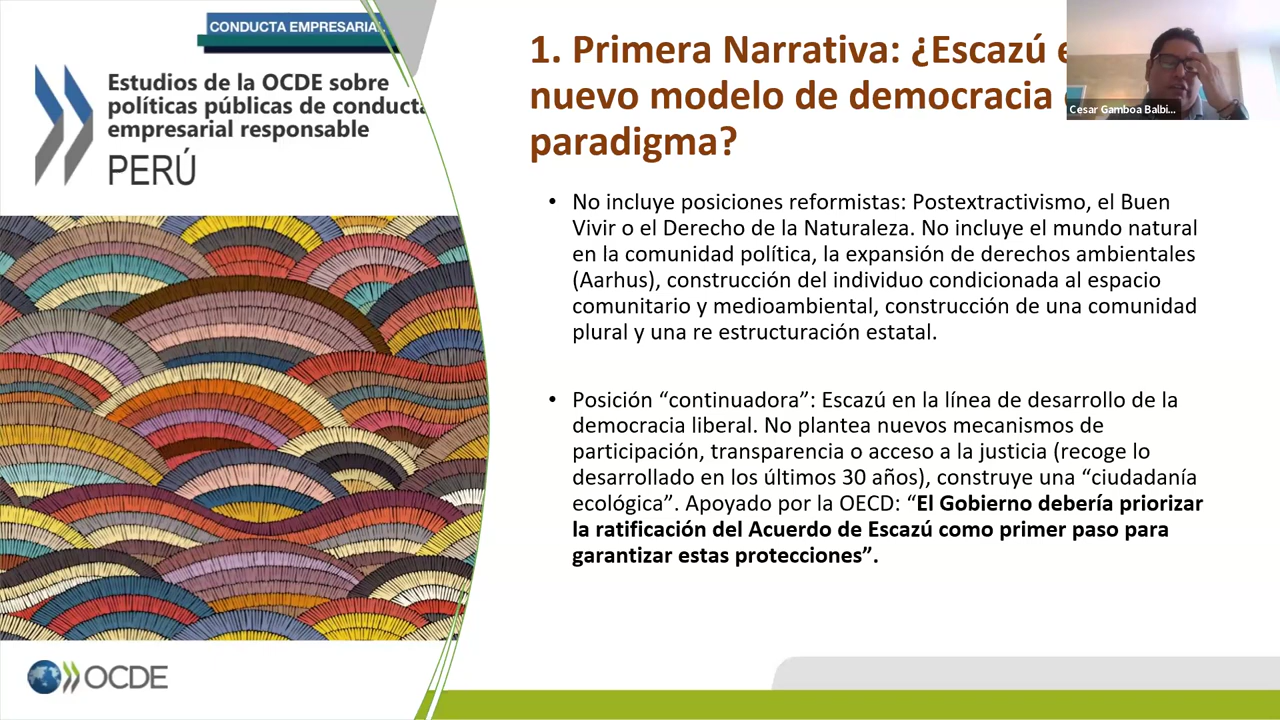 CONDUCTA EMPRESARIAL
Estudios de la OCDE sobre
políticas públicas de conducta
empresarial responsable
PERÚ
OCDE
1. Primera Narrativa: ¿Escazú
nuevo modelo de democracia
paradigma?
Cesar Gamboa Balbi...
• No incluye posiciones reformistas: Postextractivismo, el Buen
Vivir o el Derecho de la Naturaleza. No incluye el mundo natural
en la comunidad política, la expansión de derechos ambientales
(Aarhus), construcción del individuo condicionada al espacio
comunitario y medioambiental, construcción de una comunidad
plural y una re estructuración estatal.
• Posición “continuadora”: Escazú en la línea de desarrollo de la
democracia liberal. No plantea nuevos mecanismos de
participación, transparencia o acceso a la justicia (recoge lo
desarrollado en los últimos 30 años), construye una “ciudadanía
ecológica”. Apoyado por la OECD: “El Gobierno debería priorizar
la ratificación del Acuerdo de Escazú como primer paso para
garantizar estas protecciones”.